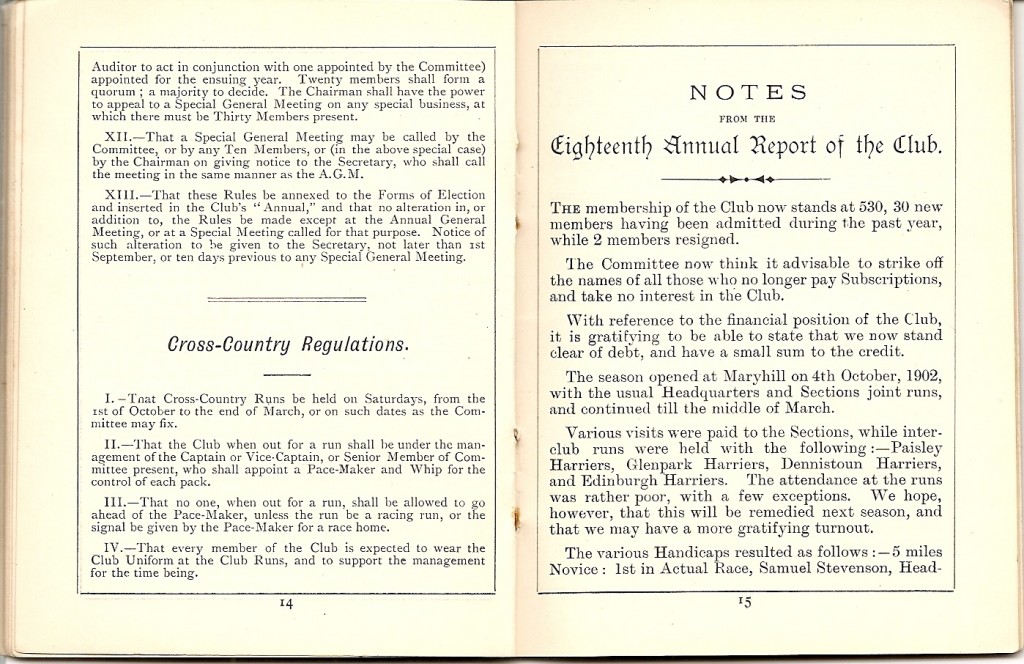 Auditor to act in conjunction with one appointed by the Committee)
appointed for the ensuing year. Twenty members shall form a
quorum ; a majority to decide. The Chairman shall have the power
to appeal to a Special General Meeting on any special business, at
which there must be Thirty Members present.
XII.—That a Special General Meeting may be called by the
Committee, or by any Ten Members, or (in the above special case)
by the Chairman on giving notice to the Secretary, who shall call
the meeting in the same manner as the A.G.M.
XIII.—That these Rules be annexed to the Forms of Election
and inserted in the Club's "Annual," and that no alteration in, or
addition to, the Rules be made except at the Annual General
Meeting, or at a Special Meeting called for that purpose. Notice of
such alteration to be given to the Secretary, not later than 1st
September, or ten days previous to any Special General Meeting.
Cross-Country Regulations.
I.–That Cross-Country Runs be held on Saturdays, from the
1st of October to the end of March, or on such dates as the Com-
mittee may fix.
II.—That the Club when out for a run shall be under the man-
agement of the Captain or Vice-Captain, or Senior Member of Com-
mittee present, who shall appoint a Pace-Maker and Whip for the
control of each pack.
III.—That no one, when out for a run, shall be allowed to go
ahead of the Pace-Maker, unless the run be a racing run, or the
signal be given by the Pace-Maker for a race home.
IV.—That every member of the Club is expected to wear the
Club Uniform at the Club Runs, and to support the management
for the time being.
14
NOTES
FROM THE
Eighteenth Annual Report of the Club.
THE membership of the Club now stands at 530, 30 new
members having been admitted during the past year,
while 2 members resigned.
The Committee now think it advisable to strike off
the names of all those who no longer pay Subscriptions,
and take no interest in the Club.
With reference to the financial position of the Club,
it is gratifying to be able to state that we now stand
clear of debt, and have a small sum to the credit.
The season opened at Maryhill on 4th October, 1902,
with the usual Headquarters and Sections joint runs,
and continued till the middle of March.
Various visits were paid to the Sections, while inter-
club runs were held with the following :—Paisley
Harriers, Glenpark Harriers, Dennistoun Harriers,
and Edinburgh Harriers. The attendance at the runs
was rather poor, with a few exceptions. We hope,
however, that this will be remedied next season, and
that we may have a more gratifying turnout.
The various Handicaps resulted as follows :—5 miles
Novice : 1st in Actual Race, Samuel Stevenson, Head-
15